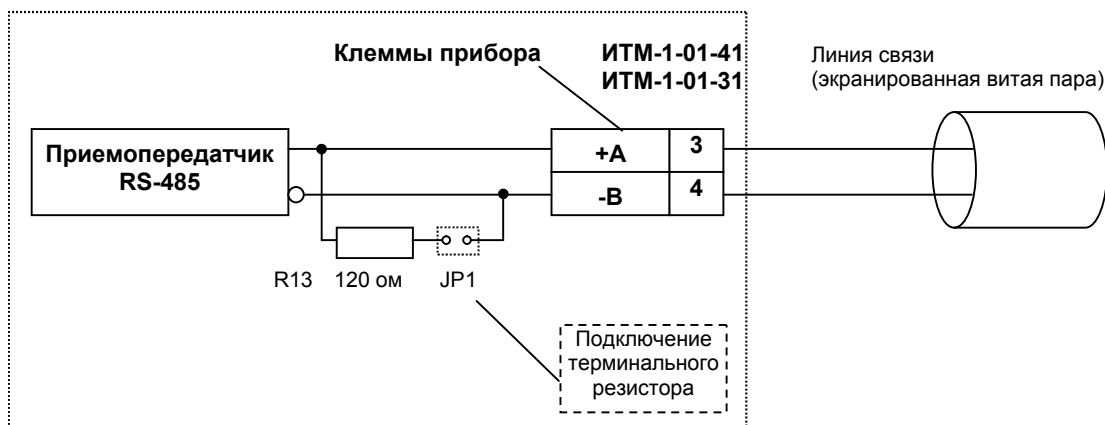 Клеммы прибора
ИТМ-1-01-41
ИТМ-1-01-31
Линия связи
(экранированная витая пара)
Приемопередатчик
RS-485
+A 3
-B 4
R13 120 ом JP1
Подключение
терминального
резистора